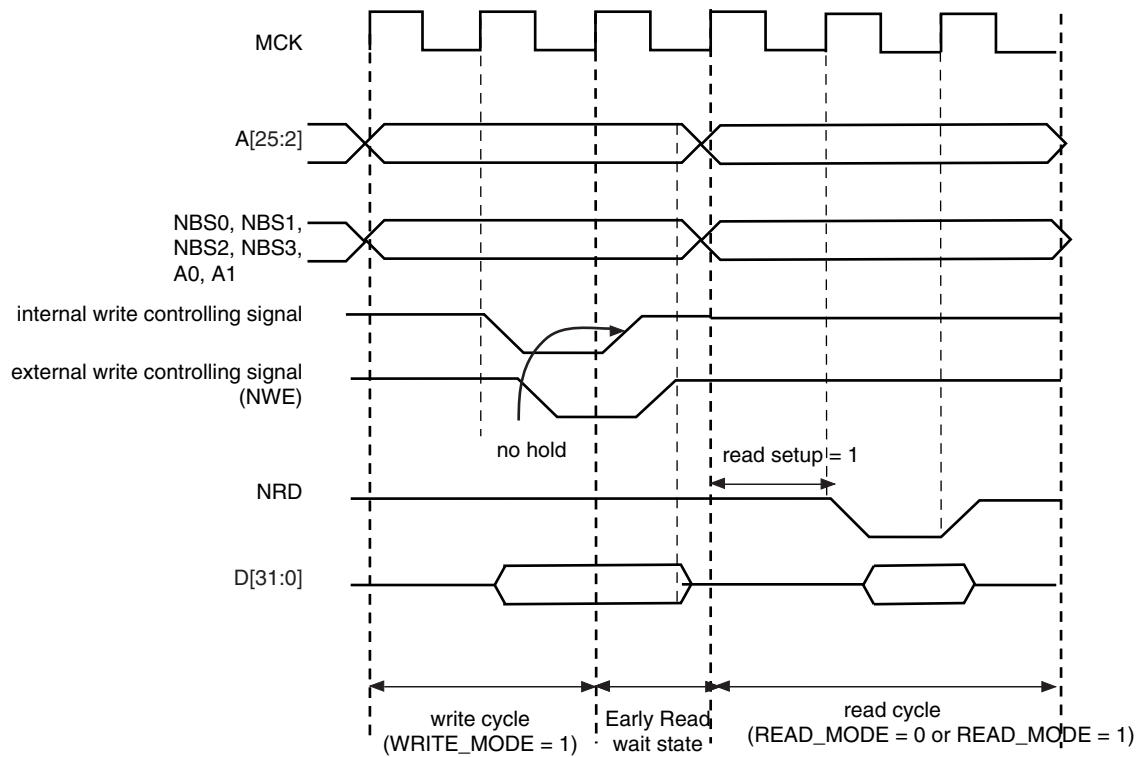 MCK
A[25:2]
NBS0, NBS1,
NBS2, NBS3,
A0, A1
internal write controlling signal
external write controlling signal
(NWE)
no hold
read setup = 1
NRD
D[31:0]
write cycle
(WRITE_MODE = 1)
Early Read
wait state
read cycle
(READ_MODE = 0 or READ_MODE = 1)